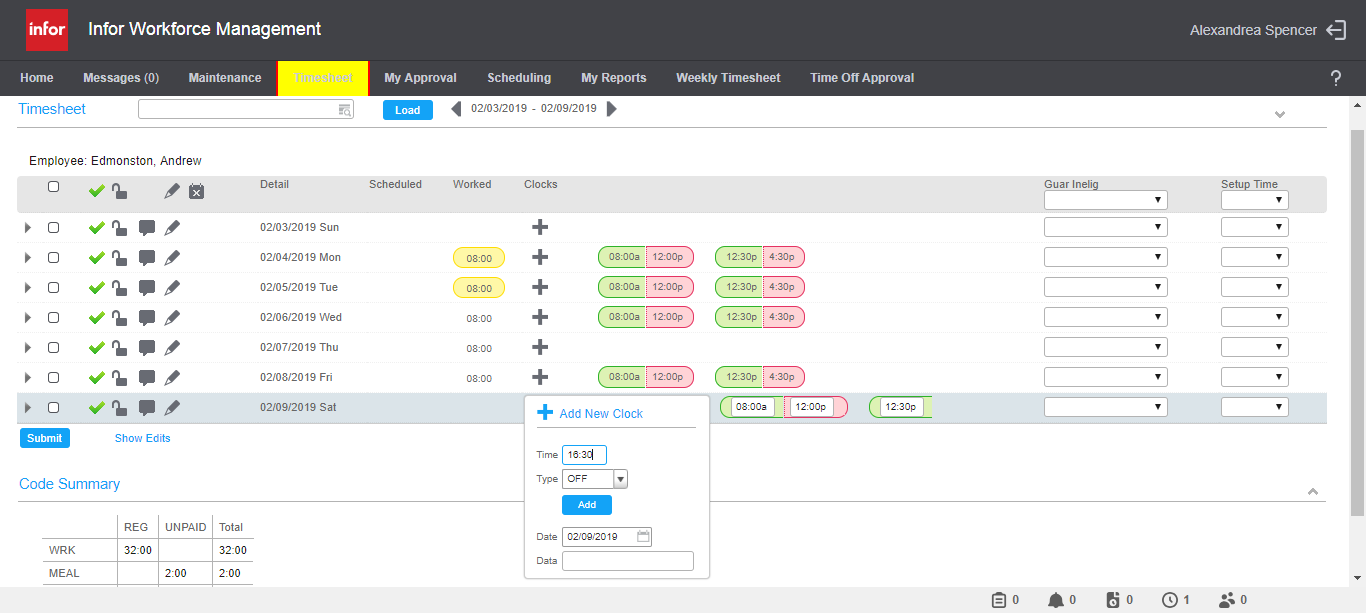 infor Infor Workforce Management Alexandrea Spencer
Home Messages (0) Maintenance Timesheet My Approval Scheduling My Reports Weekly Timesheet Time Off Approval ?
Timesheet Load 02/03/2019 - 02/09/2019
Employee: Edmonston, Andrew
Detail Scheduled Worked Clocks Guar Inelig Setup Time
02/03/2019 Sun
02/04/2019 Mon 08:00 08:00a 12:00p 12:30p 4:30p
02/05/2019 Tue 08:00 08:00a 12:00p 12:30p 4:30p
02/06/2019 Wed 08:00 08:00a 12:00p 12:30p 4:30p
02/07/2019 Thu 08:00
02/08/2019 Fri 08:00 08:00a 12:00p 12:30p 4:30p
02/09/2019 Sat 08:00a 12:00p 12:30p
Add New Clock
Time 16:30
Type OFF
Add
Date 02/09/2019
Data
Submit Show Edits
Code Summary
REG UNPAID Total
WRK 32:00 32:00
MEAL 2:00 2:00
0 0 0 1 0